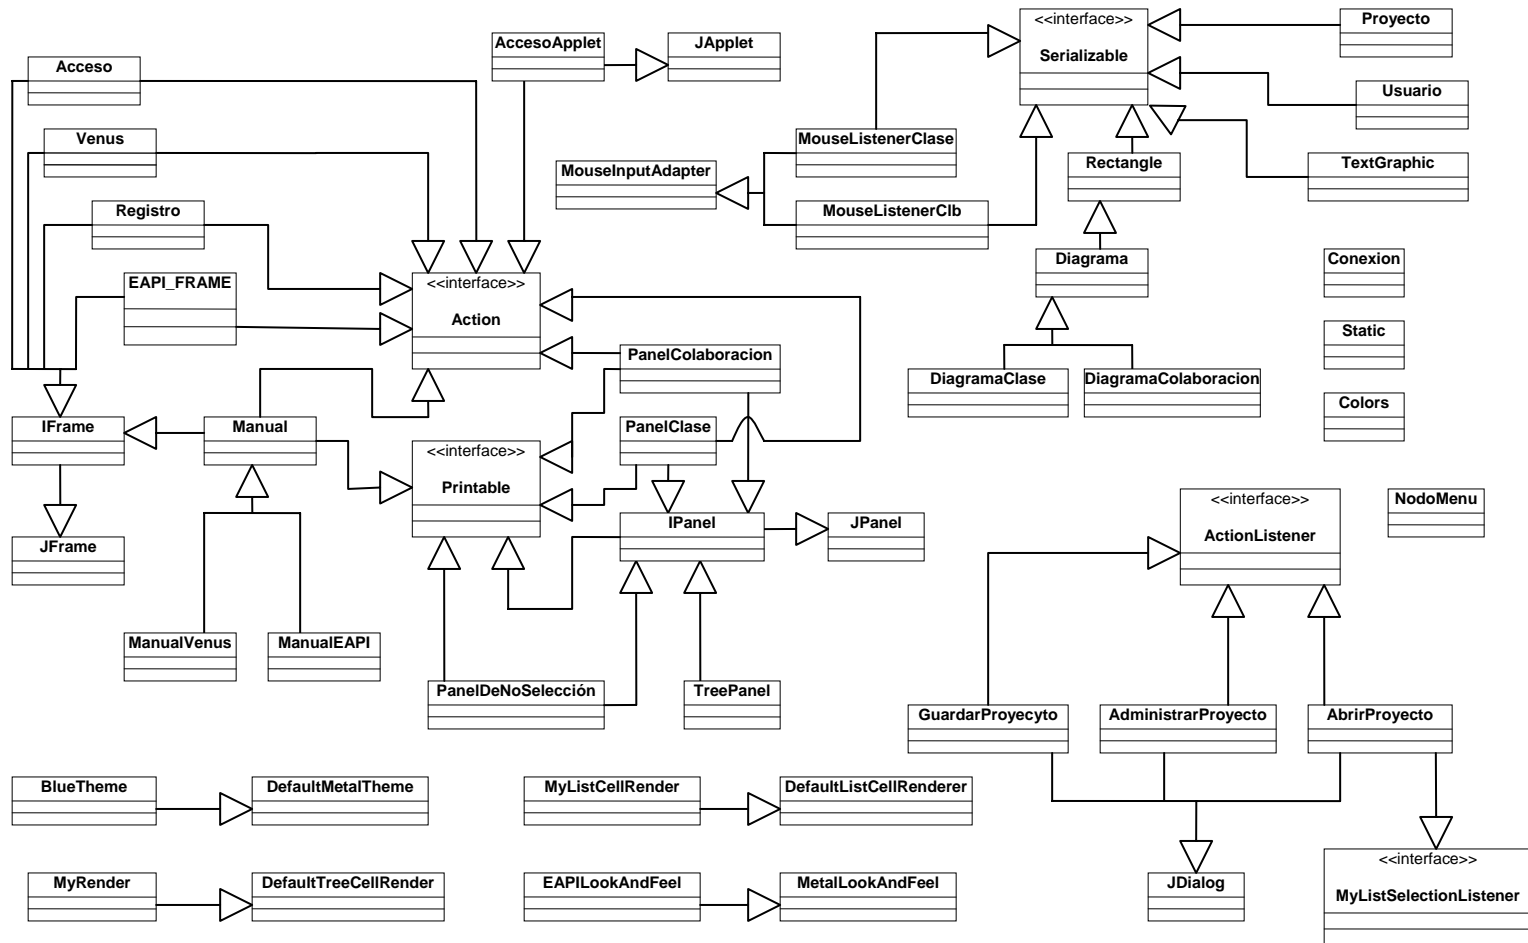 <<interface>>
Serializable
Proyecto
AccesoApplet
JApplet
Acceso
Usuario
Venus
MouseListenerClase
MouseInputAdapter
Rectangle
TextGraphic
Registro
MouseListenerClb
Diagrama
Conexion
EAPI_FRAME
<<interface>>
Action
Static
PanelColaboracion
DiagramaClase
DiagramaColaboracion
Colors
IFrame
Manual
PanelClase
<<interface>>
Printable
<<interface>>
ActionListener
NodoMenu
IPanel
JPanel
JFrame
ManualVenus
ManualEAPI
PanelDeNoSelección
TreePanel
GuardarProyecyto
AdministrarProyecto
AbrirProyecto
BlueTheme
DefaultMetalTheme
MyListCellRender
DefaultListCellRenderer
<<interface>>
MyListSelectionListener
MyRender
DefaultTreeCellRender
EAPILookAndFeel
MetalLookAndFeel
JDialog